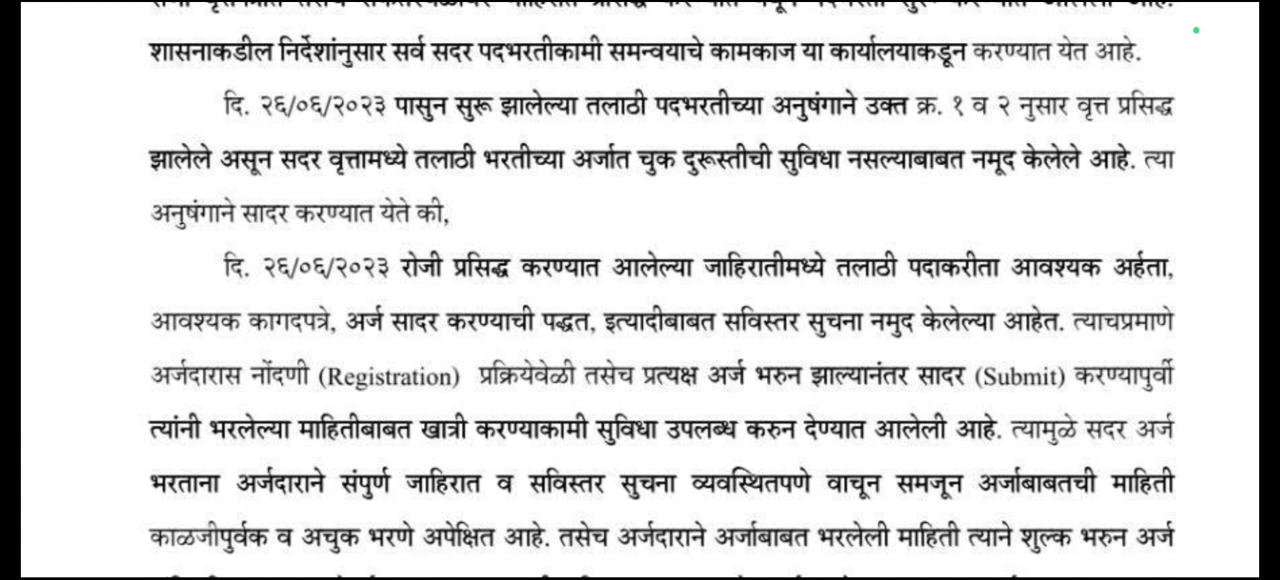 शासनाकडील निर्देशांनुसार सर्व सदर पदभरतीकामी समन्वयाचे कामकाज या कार्यालयाकडून करण्यात येत आहे.
दि. २६/०६/२०२३ पासुन सुरू झालेल्या तलाठी पदभरतीच्या अनुषंगाने उक्त क्र. १ व २ नुसार वृत्त प्रसिद्ध
झालेले असून सदर वृत्तामध्ये तलाठी भरतीच्या अर्जात चुक दुरूस्तीची सुविधा नसल्याबाबत नमूद केलेले आहे. त्या
अनुषंगाने सादर करण्यात येते की,
दि. २६/०६/२०२३ रोजी प्रसिद्ध करण्यात आलेल्या जाहिरातीमध्ये तलाठी पदाकरीता आवश्यक अर्हता,
आवश्यक कागदपत्रे, अर्ज सादर करण्याची पद्धत, इत्यादीबाबत सविस्तर सुचना नमुद केलेल्या आहेत. त्याचप्रमाणे
अर्जदारास नोंदणी (Registration) प्रक्रियेवेळी तसेच प्रत्यक्ष अर्ज भरुन झाल्यानंतर सादर (Submit) करण्यापुर्वी
त्यांनी भरलेल्या माहितीबाबत खात्री करण्याकामी सुविधा उपलब्ध करुन देण्यात आलेली आहे. त्यामुळे सदर अर्ज
भरताना अर्जदाराने संपुर्ण जाहिरात व सविस्तर सुचना व्यवस्थितपणे वाचून समजून अर्जाबाबतची माहिती
काळजीपुर्वक व अचुक भरणे अपेक्षित आहे. तसेच अर्जदाराने अर्जाबाबत भरलेली माहिती त्याने शुल्क भरुन अर्ज